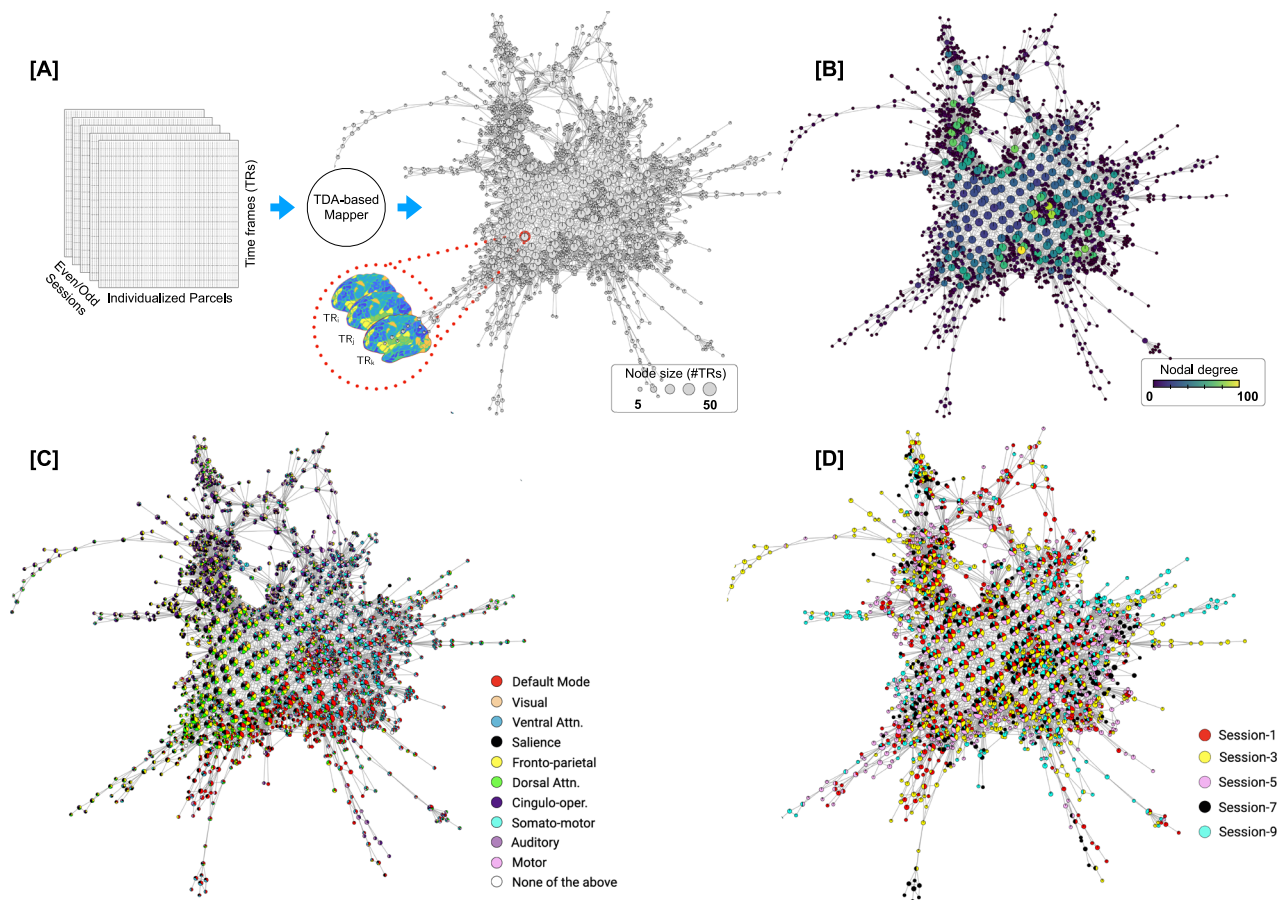 [A]
[B]
Time frames (TRs)
TDA-based
Mapper
Even/Odd
Sessions
Individualized Parcels
TRi
TRj
TRk
Node size (#TRs)
5
50
Nodal degree
0
100
[C]
[D]
Default Mode
Visual
Ventral Attn.
Salience
Fronto-parietal
Dorsal Attn.
Cingulo-oper.
Somato-motor
Auditory
Motor
None of the above
Session-1
Session-3
Session-5
Session-7
Session-9